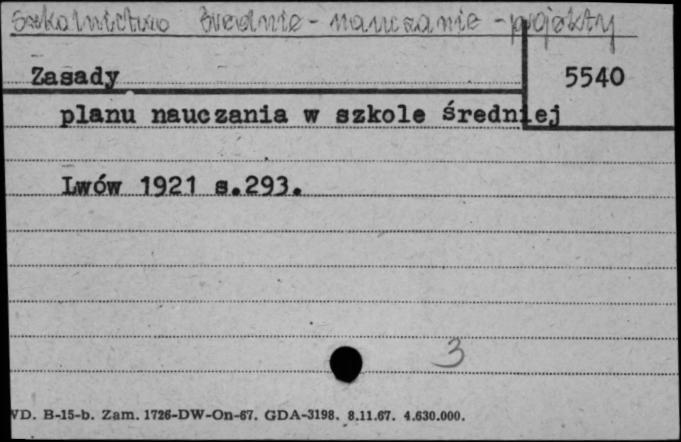 Szkolnictwo średnie - nauczanie - projekty
Zasady
5540
planu nauczania w szkole średniej
Lwów 1921 s.293.
3
VD. B-15-b. Zam. 1726-DW-On-67. GDA-3198. 8.11.67. 4.630.000.